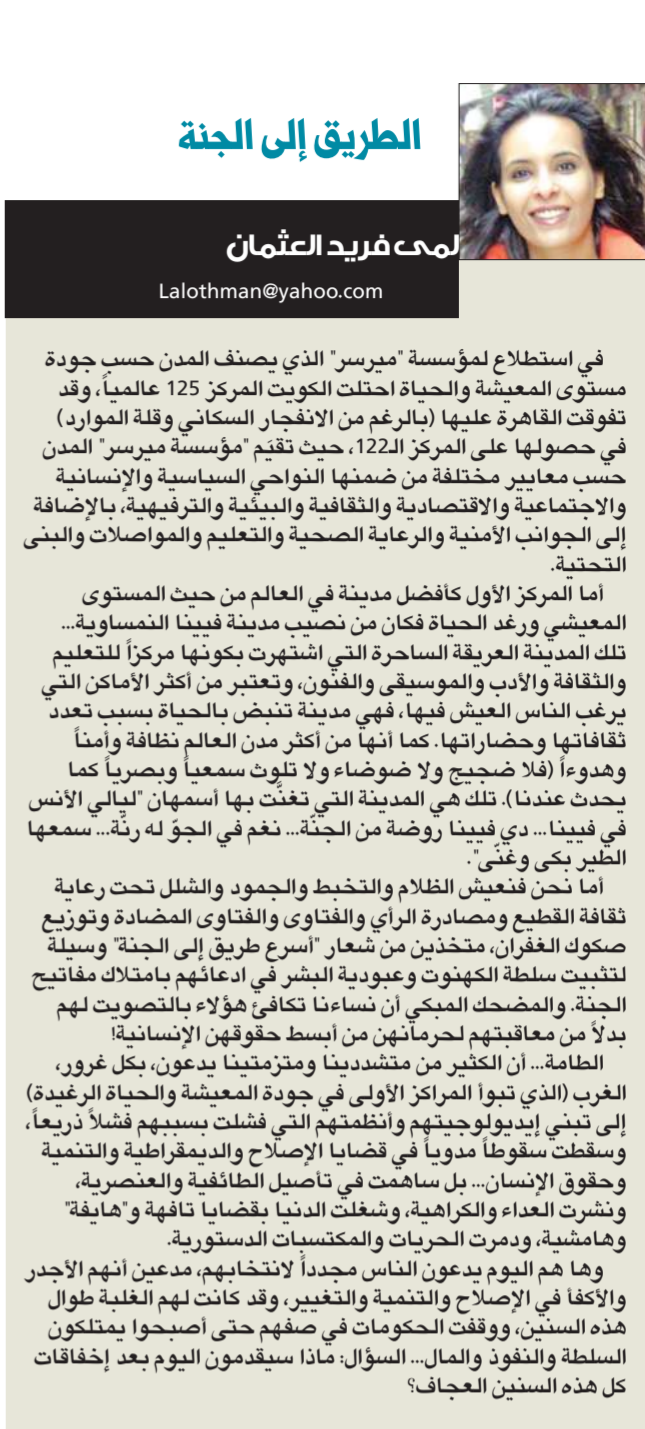 الطريق إلى الجنة
لمى فريد العثمان
Lalothman@yahoo.com
في استطلاع لمؤسسة "ميرسر" الذي يصنف المدن حسب جودة
مستوى المعيشة والحياة احتلت الكويت المركز 125 عالمياً، وقد
تفوقت القاهرة عليها (بالرغم من الانفجار السكاني وقلة الموارد)
في حصولها على المركز الـ122، حيث تقيَم "مؤسسة ميرسر" المدن
حسب معايير مختلفة من ضمنها النواحي السياسية والإنسانية
والاجتماعية والاقتصادية والثقافية والبيئية والترفيهية، بالإضافة
إلى الجوانب الأمنية والرعاية الصحية والتعليم والمواصلات والبنى
التحتية.
أما المركز الأول كأفضل مدينة في العالم من حيث المستوى
المعيشي ورغد الحياة فكان من نصيب مدينة فيينا النمساوية...
تلك المدينة العريقة الساحرة التي اشتهرت بكونها مركزاً للتعليم
والثقافة والأدب والموسيقى والفنون، وتعتبر من أكثر الأماكن التي
يرغب الناس العيش فيها، فهي مدينة تنبض بالحياة بسبب تعدد
ثقافاتها وحضاراتها. كما أنها من أكثر مدن العالم نظافة وأمناً
وهدوءاً (فلا ضجيج ولا ضوضاء ولا تلوث سمعياً وبصرياً كما
يحدث عندنا). تلك هي المدينة التي تغنَّت بها أسمهان "ليالي الأنس
في فيينا... دي فيينا روضة من الجنّة... نغم في الجوّ له رنّة... سمعها
الطير بكى وغنّى".
أما نحن فنعيش الظلام والتخبط والجمود والشلل تحت رعاية
ثقافة القطيع ومصادرة الرأي والفتاوى والفتاوى المضادة وتوزيع
صكوك الغفران، متخذين من شعار "أسرع طريق إلى الجنة" وسيلة
لتثبيت سلطة الكهنوت وعبودية البشر في ادعائهم بامتلاك مفاتيح
الجنة. والمضحك المبكي أن نساءنا تكافئ هؤلاء بالتصويت لهم
بدلاً من معاقبتهم لحرمانهن من أبسط حقوقهن الإنسانية!
الطامة... أن الكثير من متشددينا ومتزمتينا يدعون، بكل غرور،
الغرب (الذي تبوأ المراكز الأولى في جودة المعيشة والحياة الرغيدة)
إلى تبني إيديولوجيتهم وأنظمتهم التي فشلت بسببهم فشلاً ذريعاً،
وسقطت سقوطاً مدوياً في قضايا الإصلاح والديمقراطية والتنمية
وحقوق الإنسان... بل ساهمت في تأصيل الطائفية والعنصرية،
ونشرت العداء والكراهية، وشغلت الدنيا بقضايا تافهة و"هايفة"
وهامشية، ودمرت الحريات والمكتسبات الدستورية.
وها هم اليوم يدعون الناس مجدداً لانتخابهم، مدعين أنهم الأجدر
والأكفأ في الإصلاح والتنمية والتغيير، وقد كانت لهم الغلبة طوال
هذه السنين، ووقفت الحكومات في صفهم حتى أصبحوا يمتلكون
السلطة والنفوذ والمال... السؤال: ماذا سيقدمون اليوم بعد إخفاقات
كل هذه السنين العجاف؟